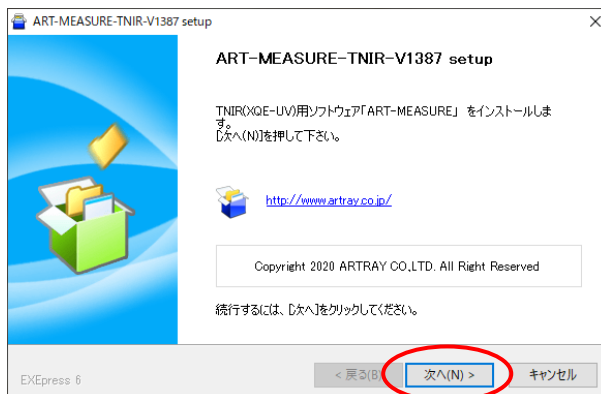 ART-MEASURE-TNIR-V1387 setup
ART-MEASURE-TNIR-V1387 setup
TNIR(XQE-UV)用ソフトウェア「ART-MEASURE」 をインストールしま
す。
[次へ(N)]を押して下さい。
http://www.artray.co.jp/
Copyright 2020 ARTRAY CO,LTD. All Right Reserved
続行するには、[次へ]をクリックしてください。
EXEpress 6
< 戻る(B)
次へ(N) >
キャンセル